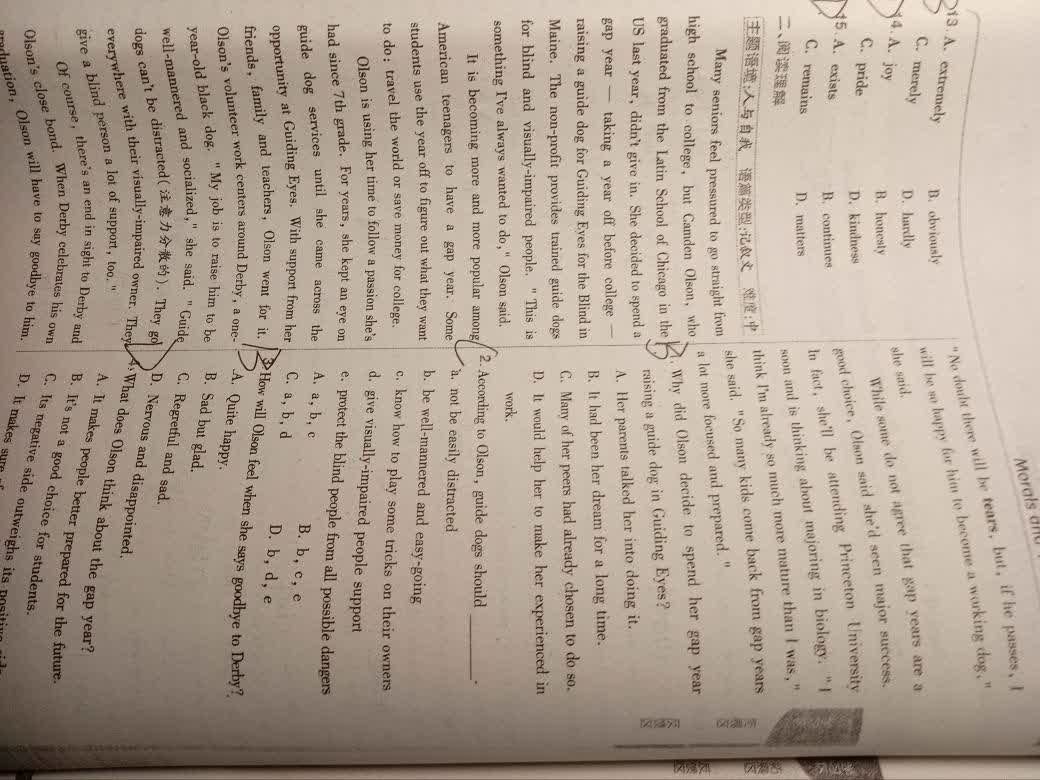 13. A. extremely B. obviously
C. merely D. hardly
14. A. joy B. honesty
C. pride D. kindness
15. A. exists B. continues
C. remains D. matters
二、阅读理解
主题语境:人与自我 语篇类型:记叙文 难度:中
Many seniors feel pressured to go straight from
high school to college, but Camden Olson, who
graduated from the Latin School of Chicago in the
US last year, didn't give in. She decided to spend a
gap year — taking a year off before college —
raising a guide dog for Guiding Eyes for the Blind in
Maine. The non-profit provides trained guide dogs
for blind and visually-impaired people. "This is
something I've always wanted to do," Olson said.
It is becoming more and more popular among
American teenagers to have a gap year. Some
students use the year off to figure out what they want
to do: travel the world or save money for college.
Olson is using her time to follow a passion she's
had since 7th grade. For years, she kept an eye on
guide dog services until she came across the
opportunity at Guiding Eyes. With support from her
friends, family and teachers, Olson went for it.
Olson's volunteer work centers around Derby, a one-
year-old black dog. "My job is to raise him to be
well-mannered and socialized," she said. "Guide
dogs can't be distracted(注意力分散的). They go
everywhere with their visually-impaired owner. They
give a blind person a lot of support, too."
Of course, there's an end in sight to Derby and
Olson's close bond. When Derby celebrates his own
graduation, Olson will have to say goodbye to him.
Morals and
"No doubt there will be tears, but, if he passes, I
will be so happy for him to become a working dog,"
she said.
While some do not agree that gap years are a
good choice, Olson said she'd seen major success.
In fact, she'll be attending Princeton University
soon and is thinking about majoring in biology. "I
think I'm already so much more mature than I was,"
she said. "So many kids come back from gap years
a lot more focused and prepared."
1. Why did Olson decide to spend her gap year
raising a guide dog in Guiding Eyes?
A. Her parents talked her into doing it.
B. It had been her dream for a long time.
C. Many of her peers had already chosen to do so.
D. It would help her to make her experienced in
work.
2. According to Olson, guide dogs should ______.
a. not be easily distracted
b. be well-mannered and easy-going
c. know how to play some tricks on their owners
d. give visually-impaired people support
e. protect the blind people from all possible dangers
A. a, b, c B. b, c, e
C. a, b, d D. b, d, e
3. How will Olson feel when she says goodbye to Derby?
A. Quite happy.
B. Sad but glad.
C. Regretful and sad.
D. Nervous and disappointed.
What does Olson think about the gap year?
A. It makes people better prepared for the future.
B. It's not a good choice for students.
C. Its negative side outweighs its positive side.
D. It makes sure of